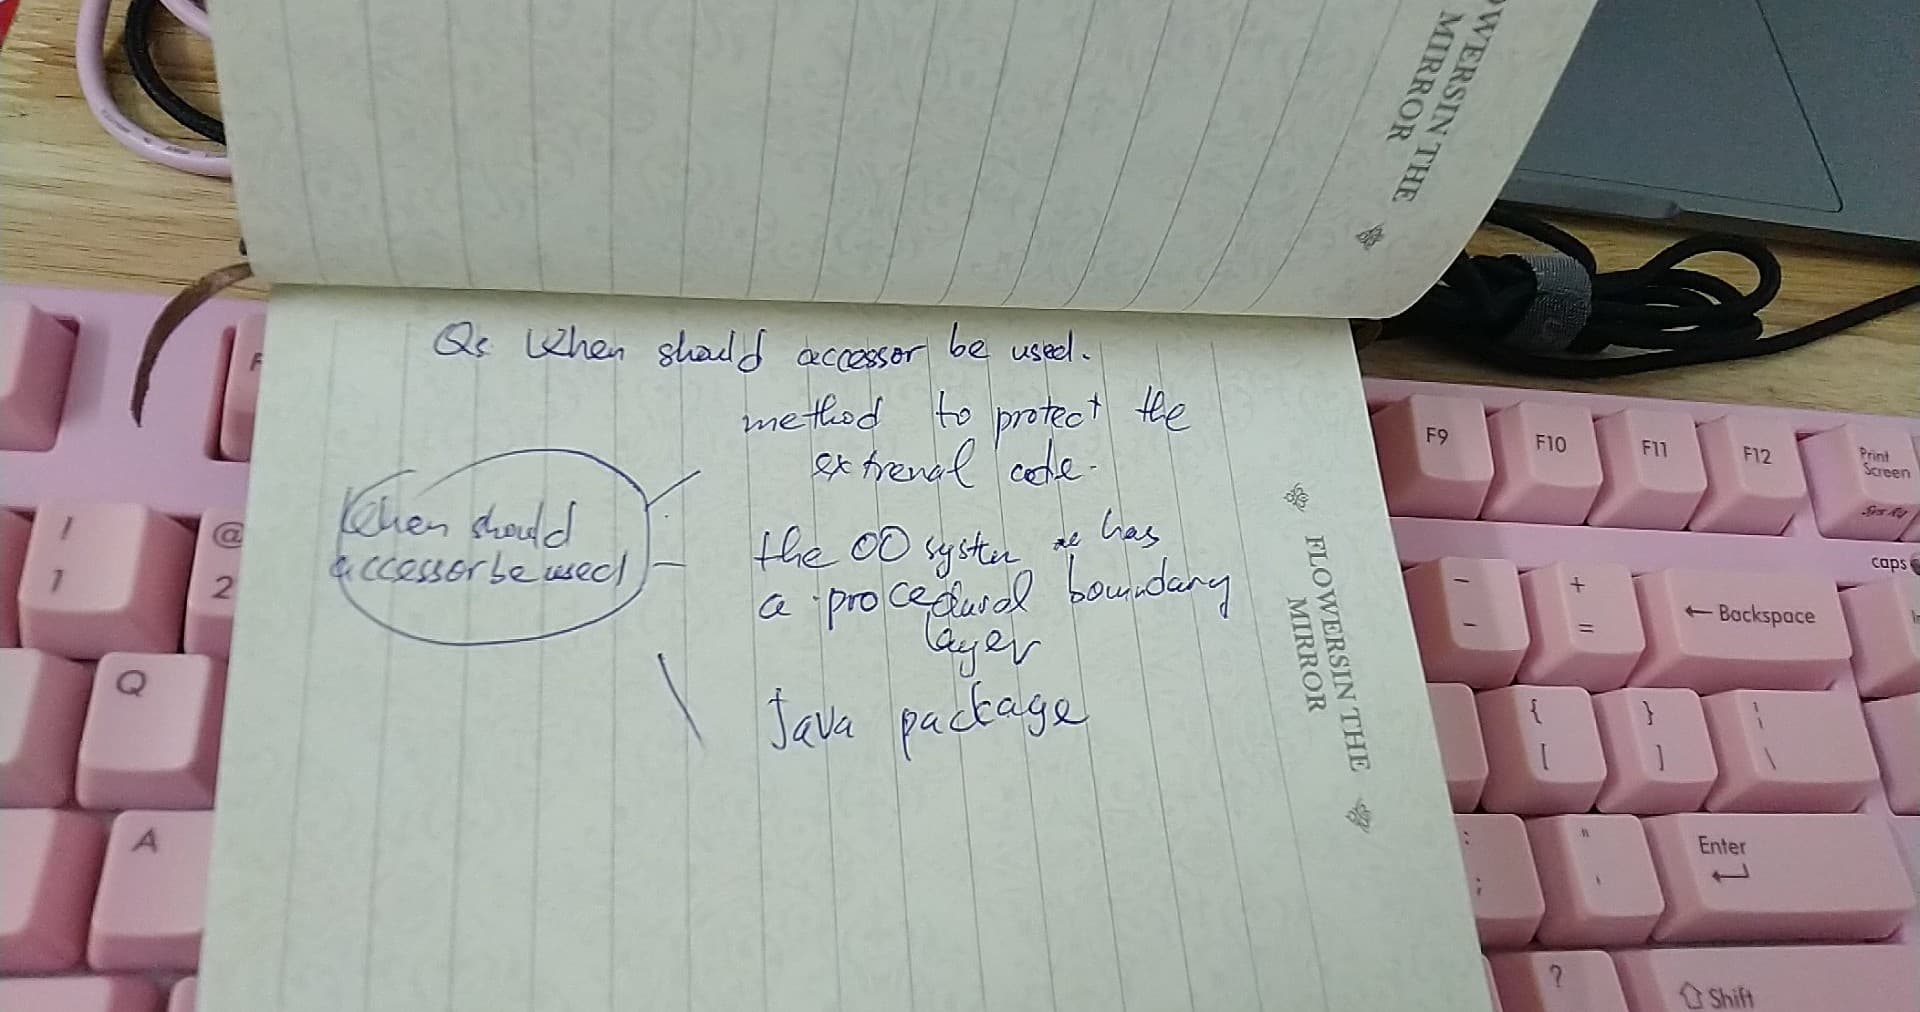 OWERSIN THE
MIRROR
Qs When should accessor be used.
method to protect the
extrenal code.
When should
accessor be used
the OO system has
a procedural boundary
layer
Java package
FLOWERSIN THE
MIRROR
F
!
1
@
2
Q
A
F9
F10
F11
F12
Print
Screen
caps
-
+
=
← Backspace
{
[
}
]
¦
\
:
;
"
'
Enter
?
⇧ Shift